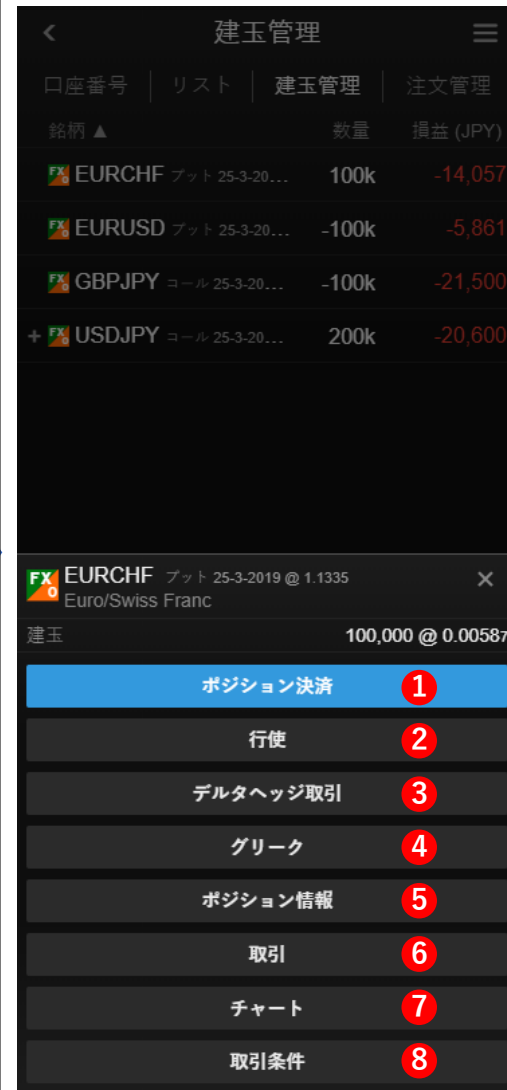 建玉管理
口座番号 リスト 建玉管理 注文管理
銘柄 ▲ 数量 損益 (JPY)
FX O EURCHF プット 25-3-20... 100k -14,057
FX O EURUSD プット 25-3-20... -100k -5,861
FX O GBPJPY コール 25-3-20... -100k -21,500
+ FX O USDJPY コール 25-3-20... 200k -20,600
FX O EURCHF プット 25-3-2019 @ 1.1335
Euro/Swiss Franc
建玉 100,000 @ 0.00587
ポジション決済 1
行使 2
デルタヘッジ取引 3
グリーク 4
ポジション情報 5
取引 6
チャート 7
取引条件 8